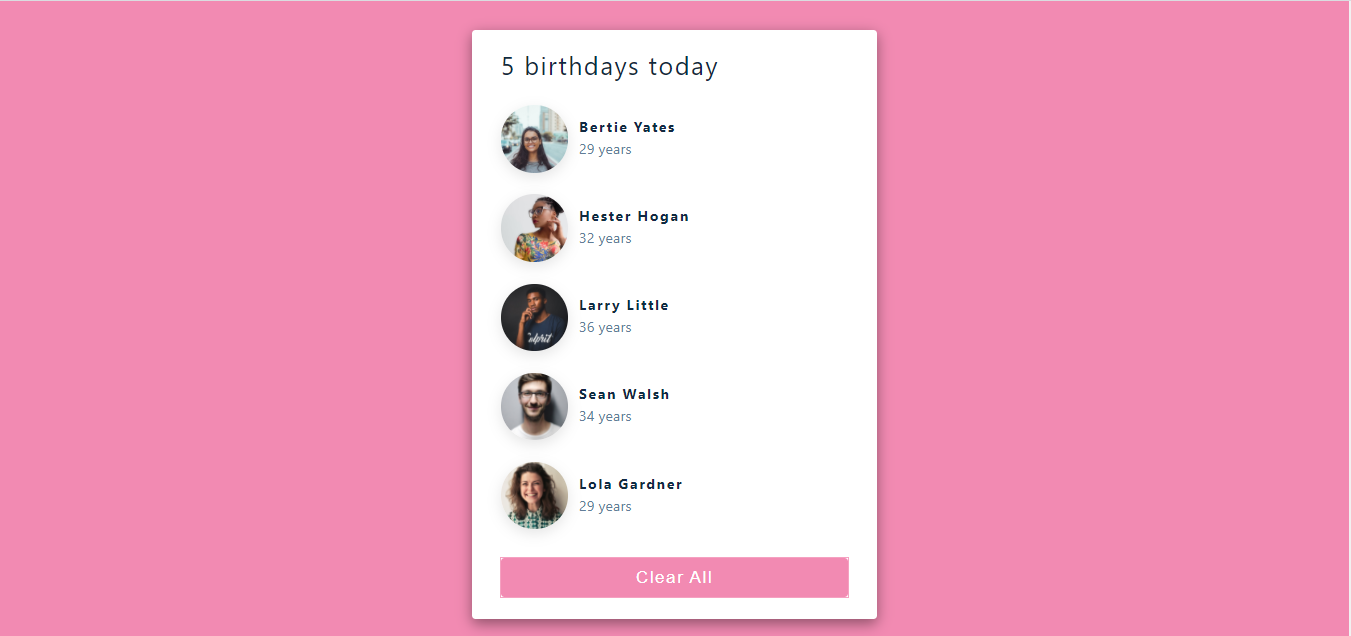 5 birthdays today
Bertie Yates
29 years
Hester Hogan
32 years
Larry Little
36 years
Sean Walsh
34 years
Lola Gardner
29 years
Clear All